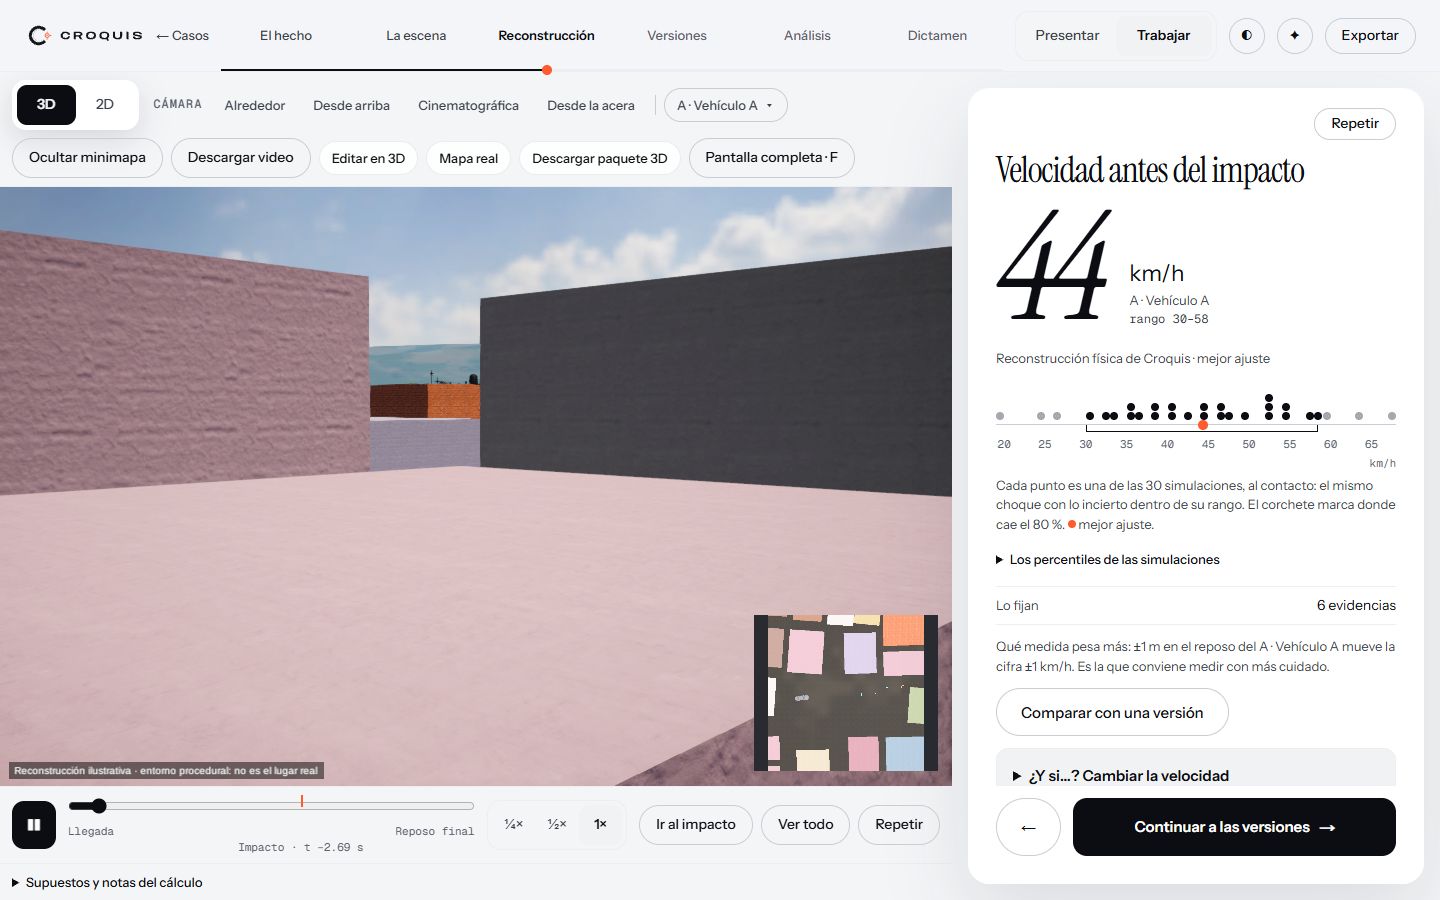 CROQUIS
← Casos
El hecho
La escena
Reconstrucción
Versiones
Análisis
Dictamen
Presentar
Trabajar
Exportar
3D
2D
CÁMARA
Alrededor
Desde arriba
Cinematográfica
Desde la acera
A · Vehículo A
Ocultar minimapa
Descargar video
Editar en 3D
Mapa real
Descargar paquete 3D
Pantalla completa · F
Reconstrucción ilustrativa · entorno procedural: no es el lugar real
Llegada
Reposo final
Impacto · t −2.69 s
¼×
½×
1×
Ir al impacto
Ver todo
Repetir
Supuestos y notas del cálculo
Repetir
Velocidad antes del impacto
44
km/h
A · Vehículo A
rango 30–58
Reconstrucción física de Croquis · mejor ajuste
20 25 30 35 40 45 50 55 60 65
km/h
Cada punto es una de las 30 simulaciones, al contacto: el mismo
choque con lo incierto dentro de su rango. El corchete marca donde
cae el 80 %. mejor ajuste.
Los percentiles de las simulaciones
Lo fijan
6 evidencias
Qué medida pesa más: ±1 m en el reposo del A · Vehículo A mueve la
cifra ±1 km/h. Es la que conviene medir con más cuidado.
Comparar con una versión
¿Y si…? Cambiar la velocidad
←
Continuar a las versiones →